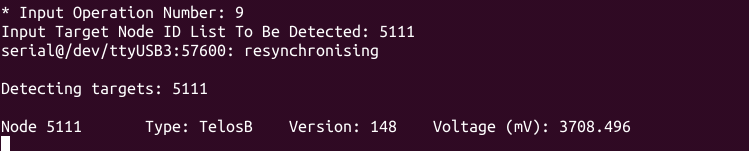 * Input Operation Number: 9
Input Target Node ID List To Be Detected: 5111
serial@/dev/ttyUSB3:57600: resynchronising
Detecting targets: 5111
Node 5111 Type: TelosB Version: 148 Voltage (mV): 3708.496